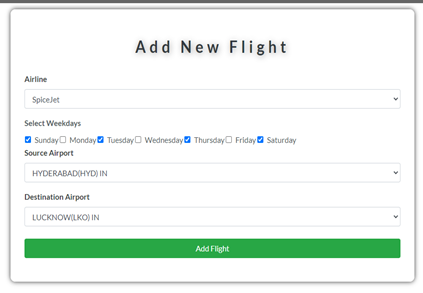 Add New Flight
Airline
SpiceJet
Select Weekdays
Sunday Monday Tuesday Wednesday Thursday Friday Saturday
Source Airport
HYDERABAD(HYD) IN
Destination Airport
LUCKNOW(LKO) IN
Add Flight